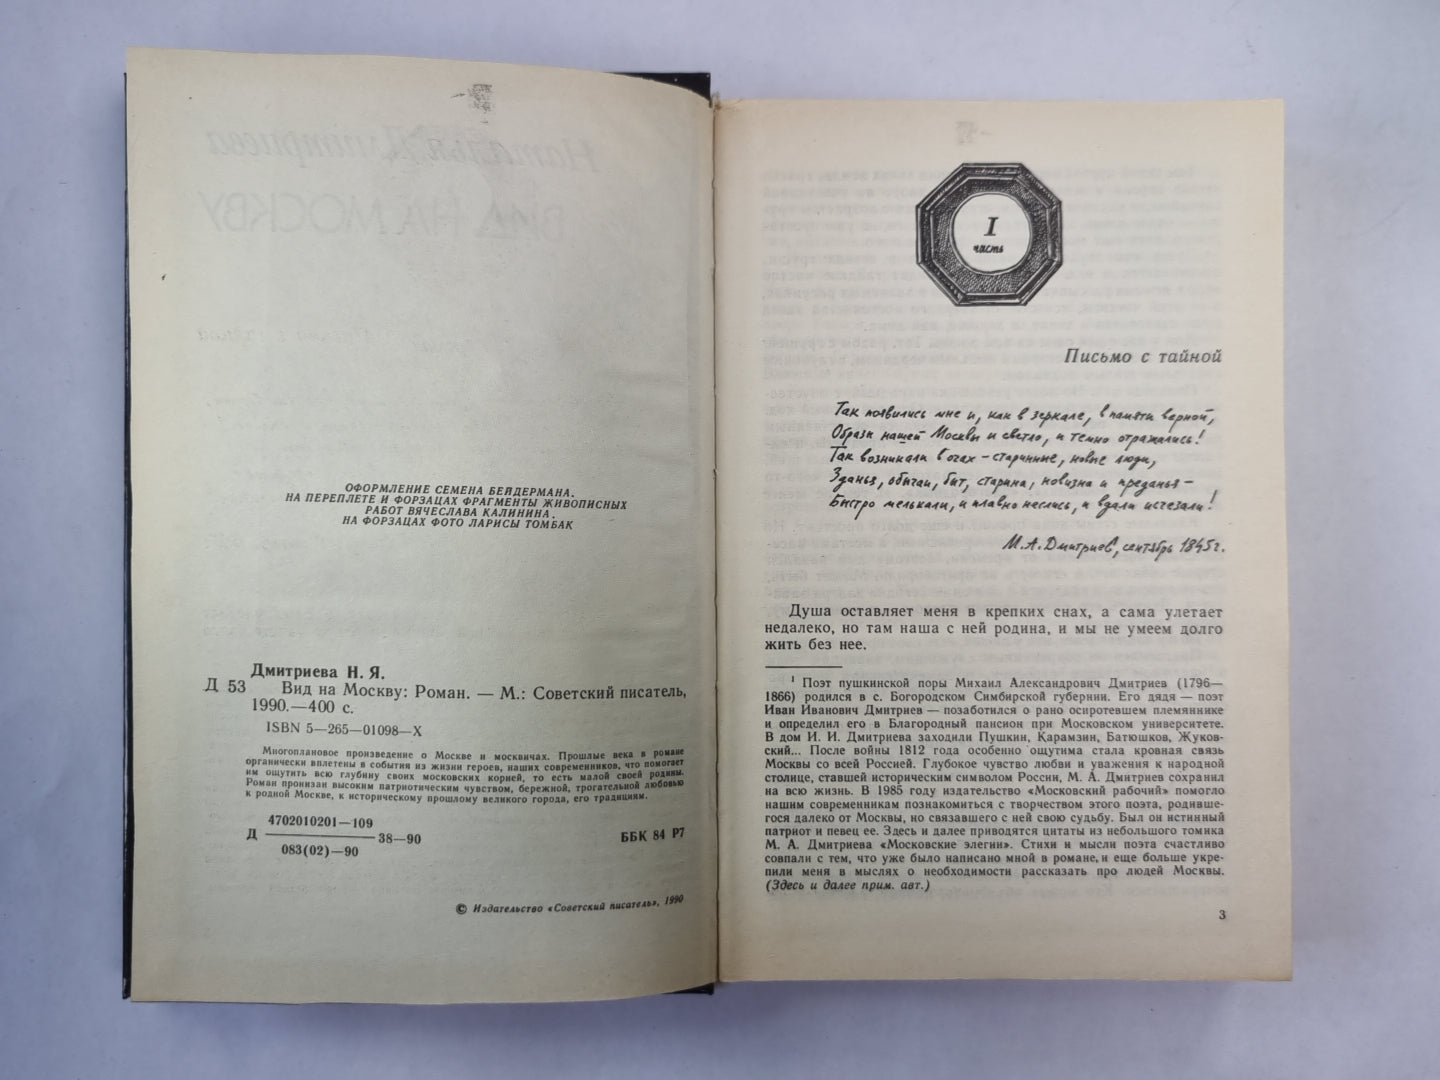 ОФОРМЛЕНИЕ СЕМЕНА БЕЙДЕРМАНА.
НА ПЕРЕПЛЕТЕ И ФОРЗАЦАХ ФРАГМЕНТЫ ЖИВОПИСНЫХ
РАБОТ ВЯЧЕСЛАВА КАЛИНИНА.
НА ФОРЗАЦАХ ФОТО ЛАРИСЫ ТОМБАК
Дмитриева Н. Я.
Д 53 Вид на Москву: Роман. — М.: Советский писатель,
1990.—400 с.
ISBN 5—265—01098—X
Многоплановое произведение о Москве и москвичах. Прошлые века в романе
органически вплетены в события из жизни героев, наших современников, что помогает
им ощутить всю глубину своих московских корней, то есть малой своей родины.
Роман пронизан высоким патриотическим чувством, бережной, трогательной любовью
к родной Москве, к историческому прошлому великого города, его традициям.
4702010201—109
Д 38—90
083(02)—90
ББК 84 Р7
© Издательство «Советский писатель», 1990
I
часть
Письмо с тайной
Так появились мне и, как в зеркале, в памяти верной,
Образы нашей Москвы и светло, и темно отражались!
Так возникали в очах – старинные, новые люди,
Зданья, обычаи, быт, старина, новизна и преданья –
Быстро мелькали, и плавно неслись, и вдали исчезали!
М.А.Дмитриев, сентябрь 1845г.
Душа оставляет меня в крепких снах, а сама улетает
недалеко, но там наша с ней родина, и мы не умеем долго
жить без нее.
1 Поэт пушкинской поры Михаил Александрович Дмитриев (1796—
1866) родился в с. Богородском Симбирской губернии. Его дядя — поэт
Иван Иванович Дмитриев — позаботился о рано осиротевшем племяннике
и определил его в Благородный пансион при Московском университете.
В дом И. И. Дмитриева заходили Пушкин, Карамзин, Батюшков, Жуков-
ский... После войны 1812 года особенно ощутима стала кровная связь
Москвы со всей Россией. Глубокое чувство любви и уважения к народной
столице, ставшей историческим символом России, М. А. Дмитриев сохранил
на всю жизнь. В 1985 году издательство «Московский рабочий» помогло
нашим современникам познакомиться с творчеством этого поэта, родивше-
гося далеко от Москвы, но связавшего с ней свою судьбу. Был он истинный
патриот и певец ее. Здесь и далее приводятся цитаты из небольшого томика
М. А. Дмитриева «Московские элегии». Стихи и мысли поэта счастливо
совпали с тем, что уже было написано мной в романе, и еще больше укре-
пили меня в мыслях о необходимости рассказать про людей Москвы.
(Здесь и далее прим. авт.)
3